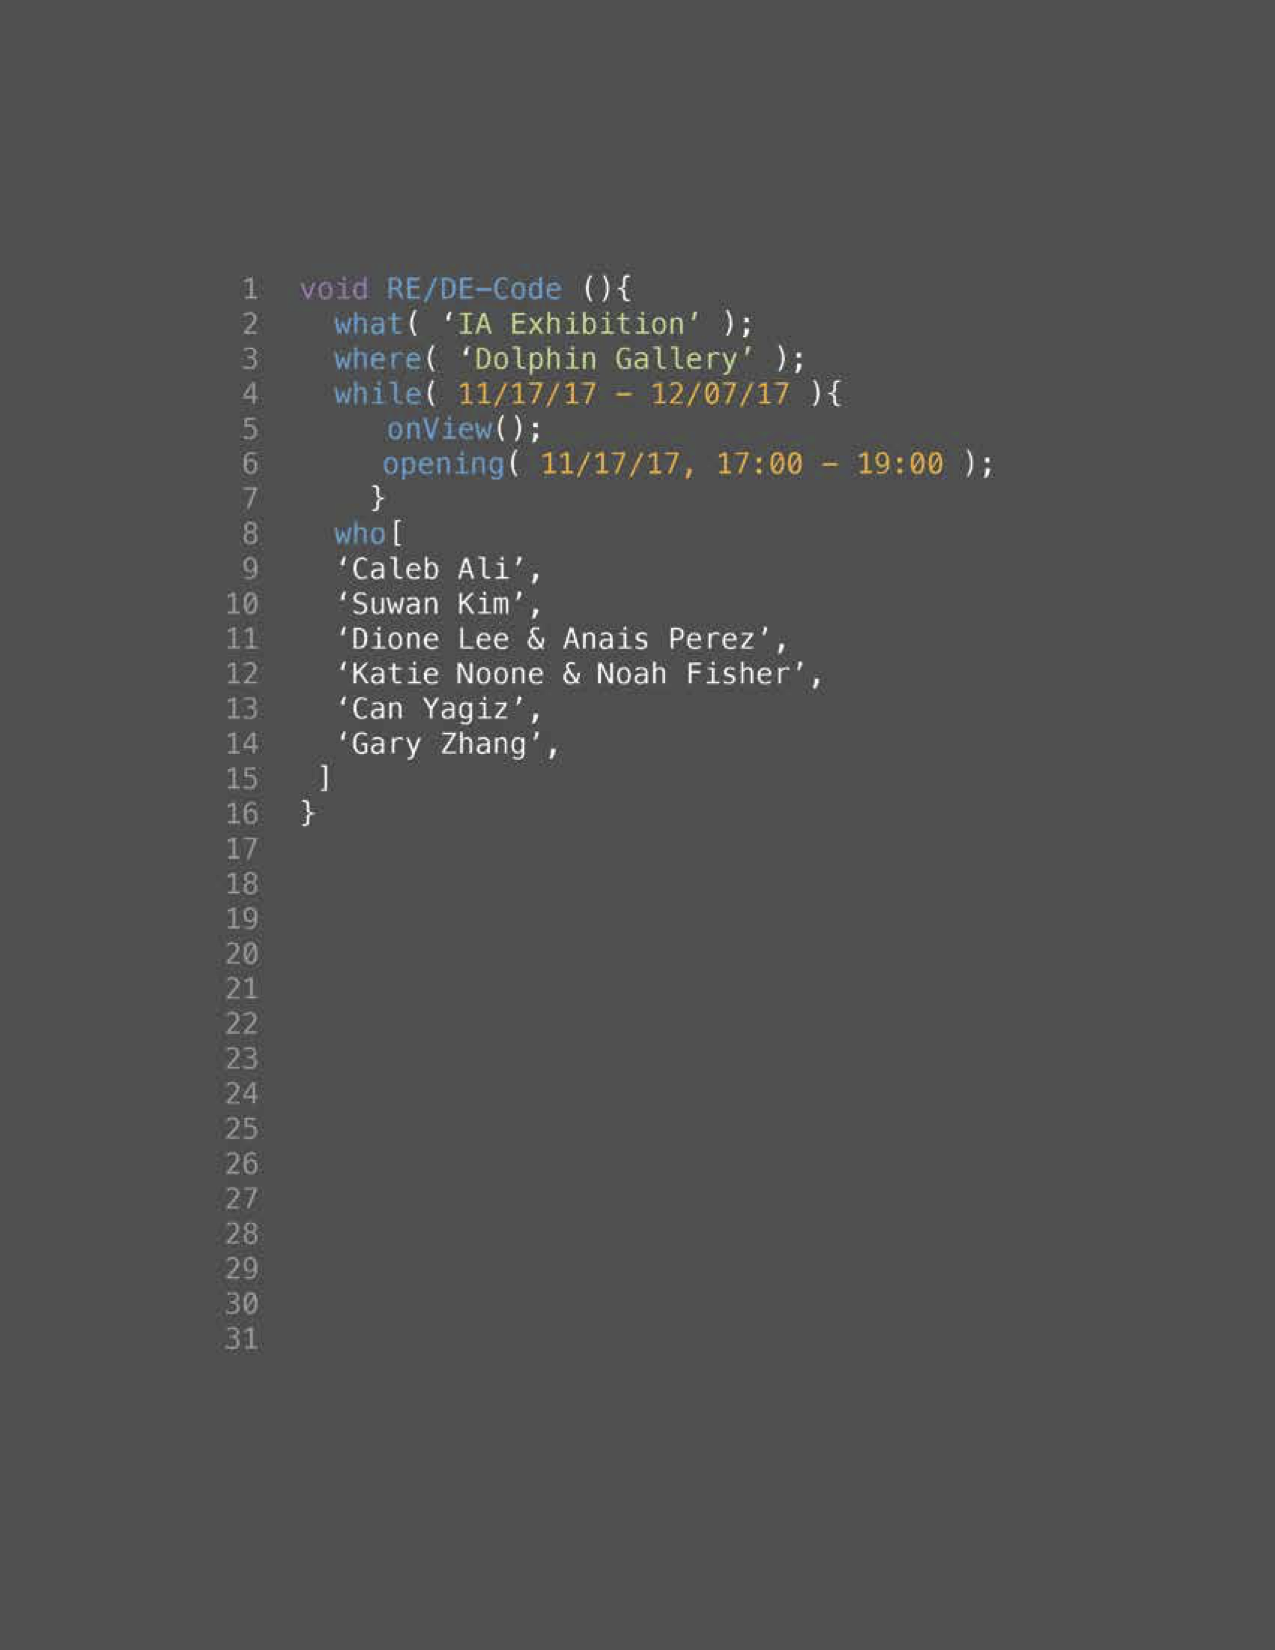 1 void RE/DE–Code (){
2 what( ‘IA Exhibition’ );
3 where( ‘Dolphin Gallery’ );
4 while( 11/17/17 – 12/07/17 ){
5 onView();
6 opening( 11/17/17, 17:00 – 19:00 );
7 }
8 who[
9 ‘Caleb Ali’,
10 ‘Suwan Kim’,
11 ‘Dione Lee & Anais Perez’,
12 ‘Katie Noone & Noah Fisher’,
13 ‘Can Yagiz’,
14 ‘Gary Zhang’,
15 ]
16 }
17
18
19
20
21
22
23
24
25
26
27
28
29
30
31